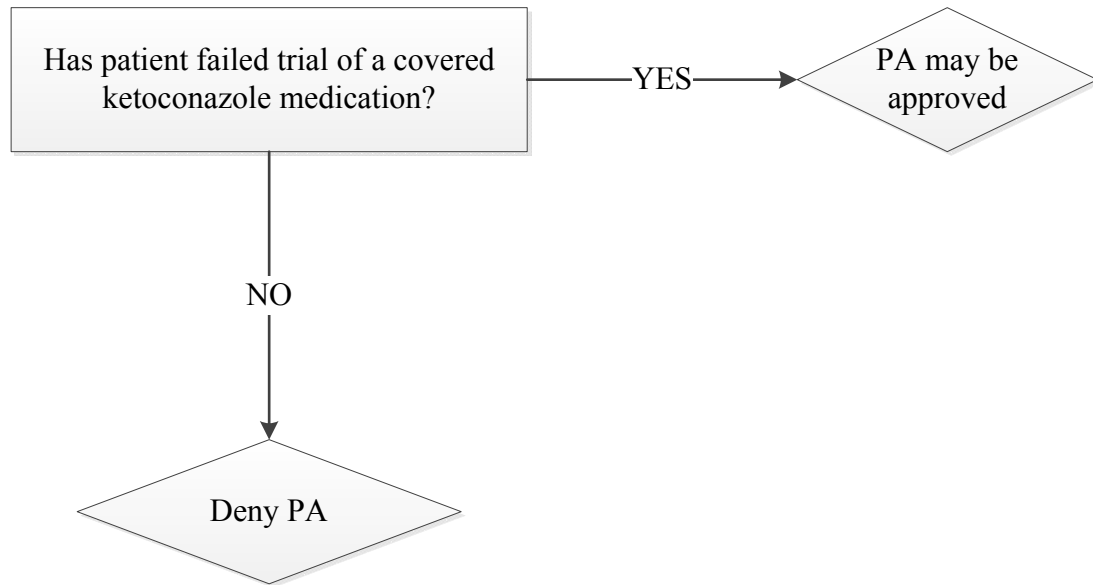 Has patient failed trial of a covered
ketoconazole medication?
YES
PA may be
approved
NO
Deny PA